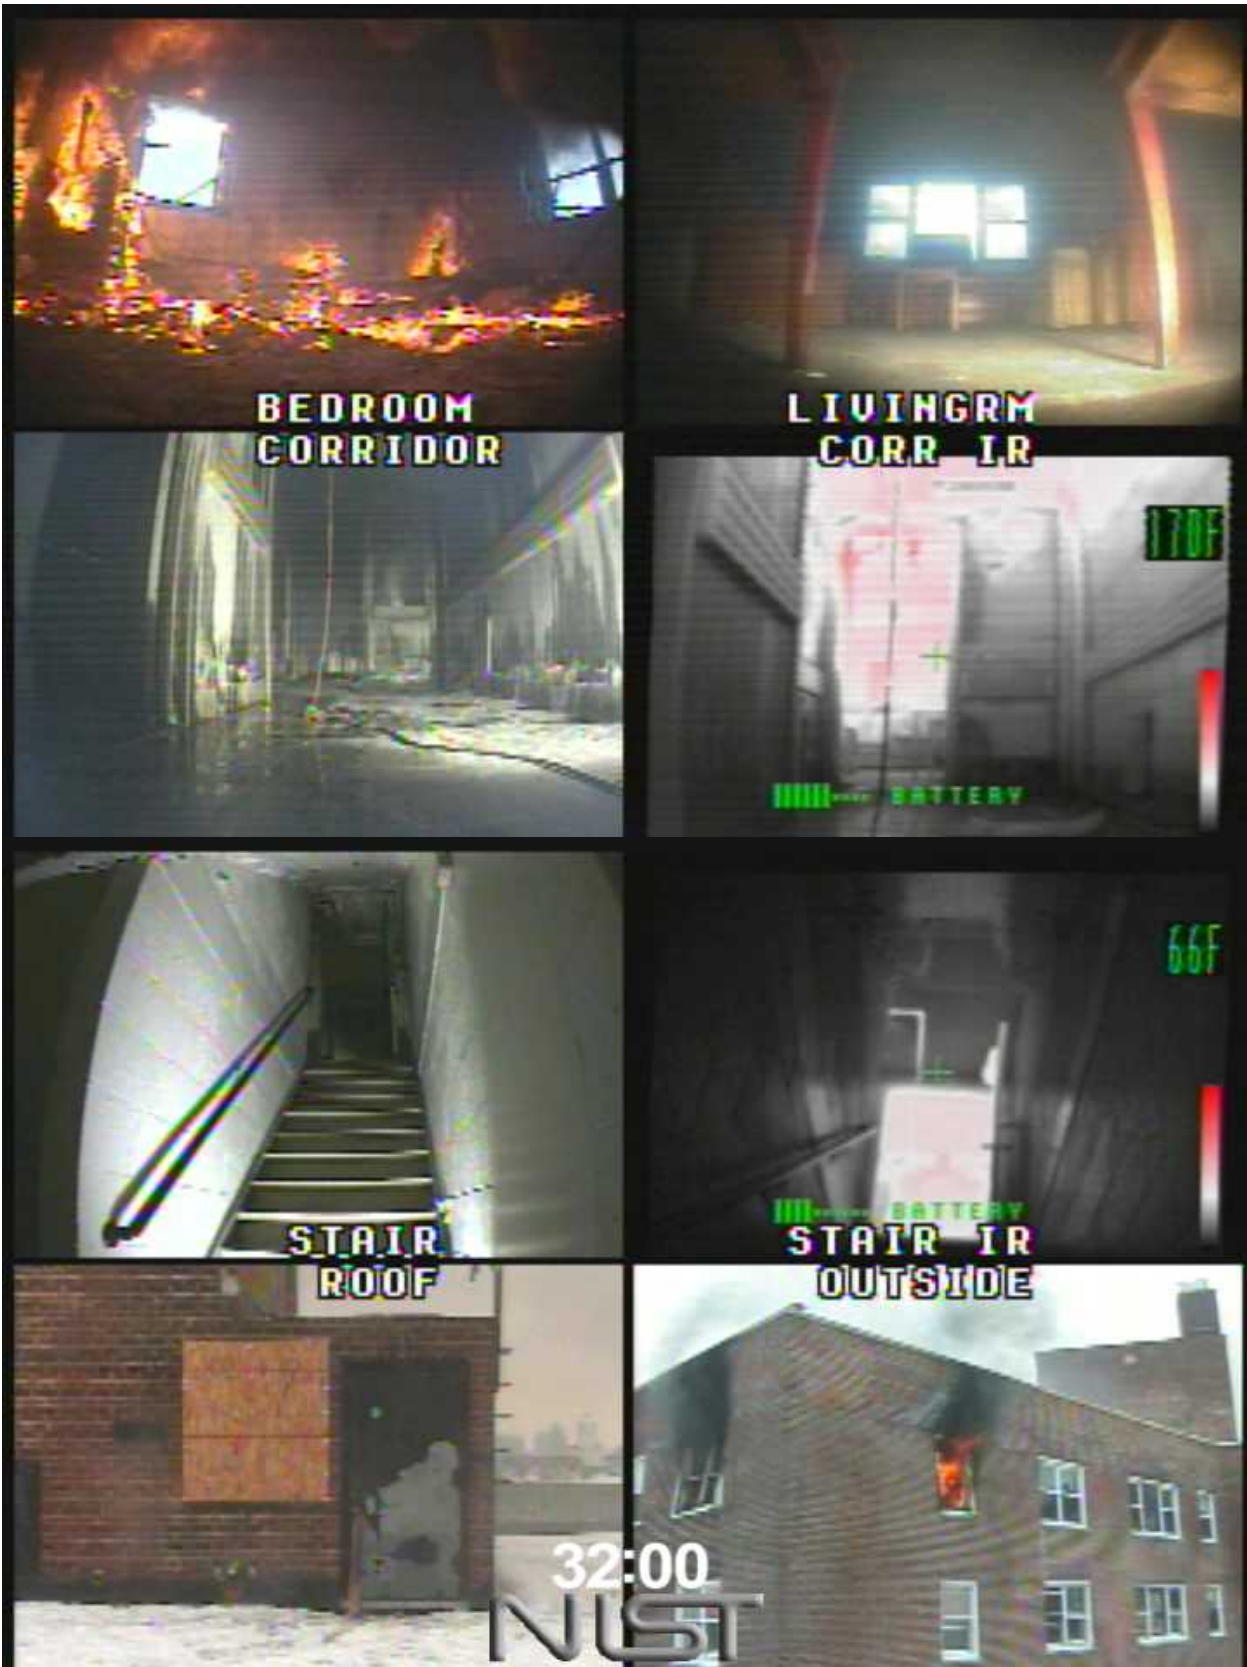 BEDROOM
LIVINGRM
CORRIDOR
CORR IR
170F
BATTERY
66F
BATTERY
STAIR
STAIR IR
ROOF
OUTSIDE
32:00
NIST